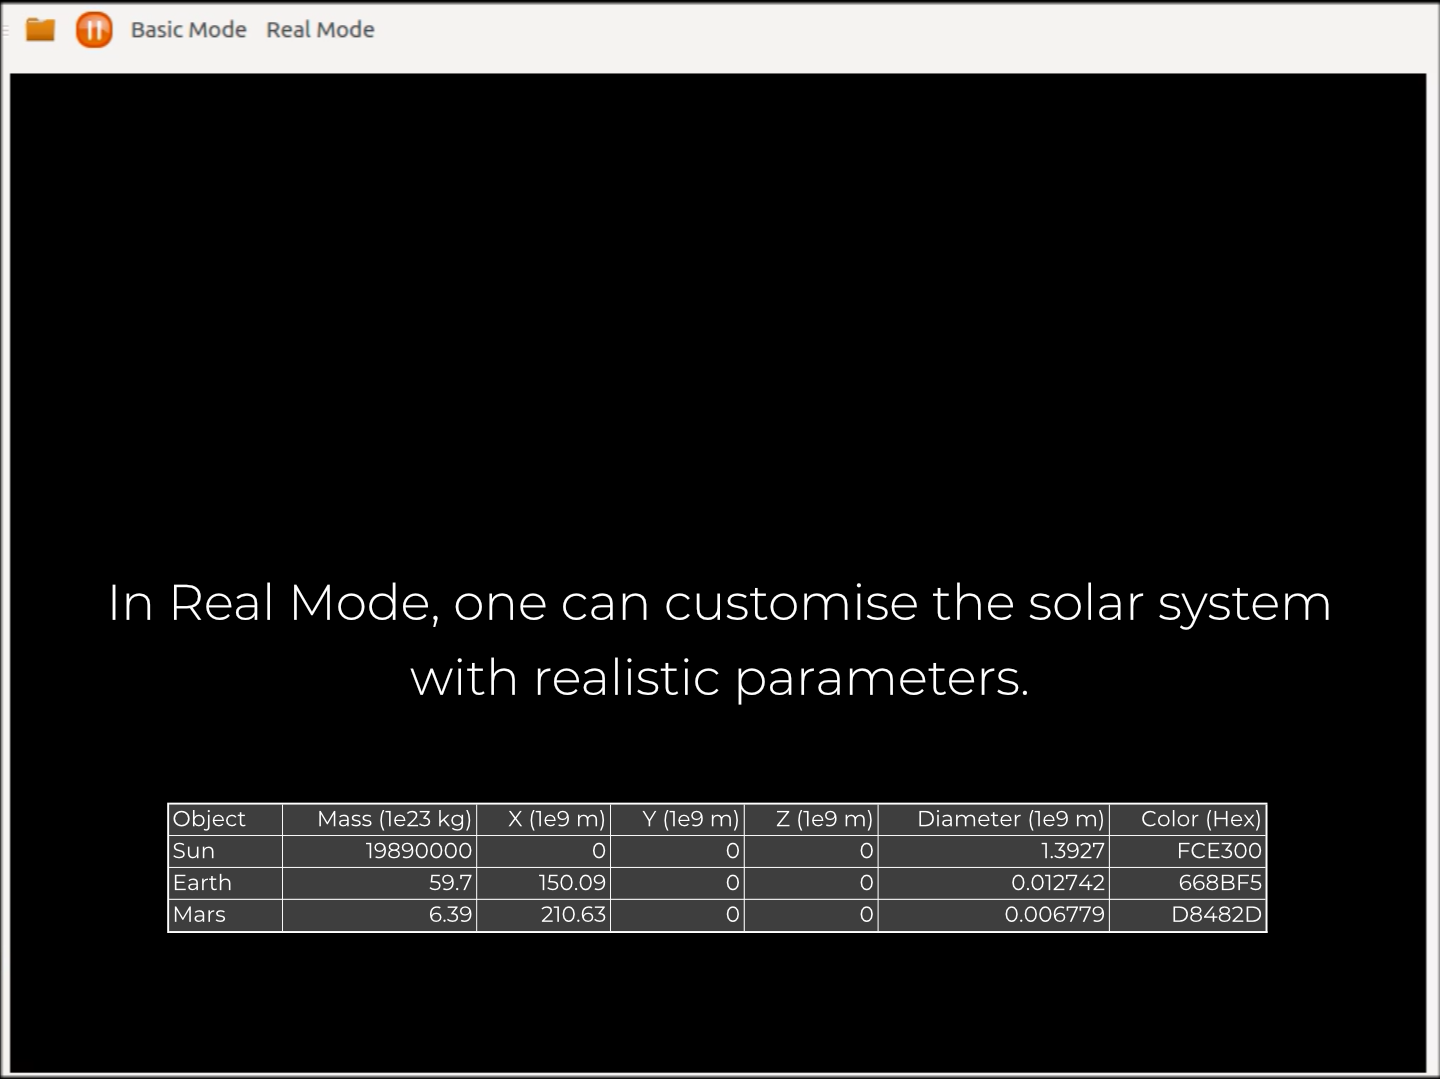 Basic Mode Real Mode
In Real Mode, one can customise the solar system
with realistic parameters.
Object Mass (1e23 kg) X (1e9 m) Y (1e9 m) Z (1e9 m) Diameter (1e9 m) Color (Hex)
Sun 19890000 0 0 0 1.3927 FCE300
Earth 59.7 150.09 0 0 0.012742 668BF5
Mars 6.39 210.63 0 0 0.006779 D8482D